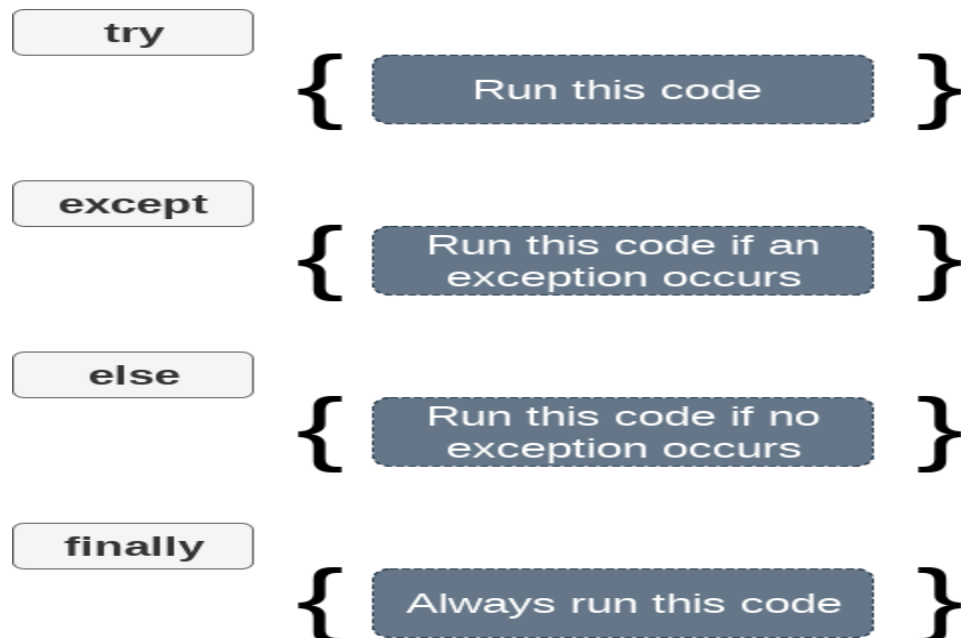 try
{ Run this code }
except
{ Run this code if an
exception occurs }
else
{ Run this code if no
exception occurs }
finally
{ Always run this code }